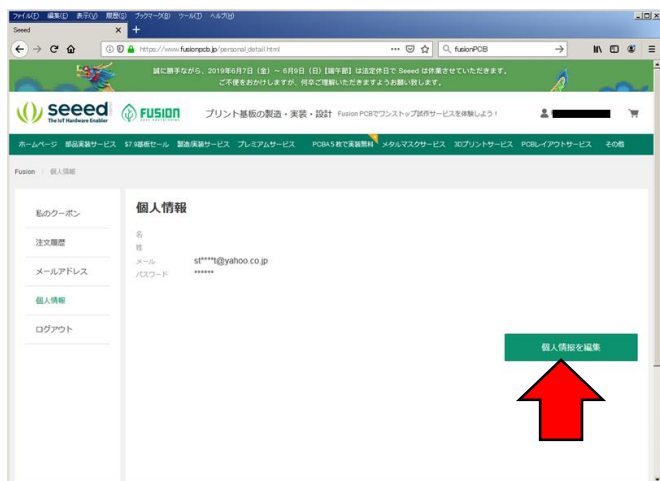 ファイル(F) 編集(E) 表示(V) 履歴(S) ブックマーク(B) ツール(T) ヘルプ(H)
Seeed × +
https://www.fusionpcb.jp/personal_detail.html
fusionPCB
誠に勝手ながら、2019年6月7日（金）～ 6月9日（日）【端午節】は法定休日で Seeed は休業させていただきます。
ご不便をおかけしますが、何卒ご理解いただきますようお願い致します。
seeed
The IoT Hardware Enabler
FUSION
プリント基板の製造・実装・設計 Fusion PCBでワンストップ試作サービスを体験しよう！
ホームページ 部品実装サービス $7.9基板セール 製造/実装サービス プレミアムサービス PCBA5枚で実装無料 メタルマスクサービス 3Dプリントサービス PCBレイアウトサービス その他
Fusion / 個人情報
私のクーポン
注文履歴
メールアドレス
個人情報
ログアウト
個人情報
名
姓
メール st****t@yahoo.co.jp
パスワード ******
個人情报を編集